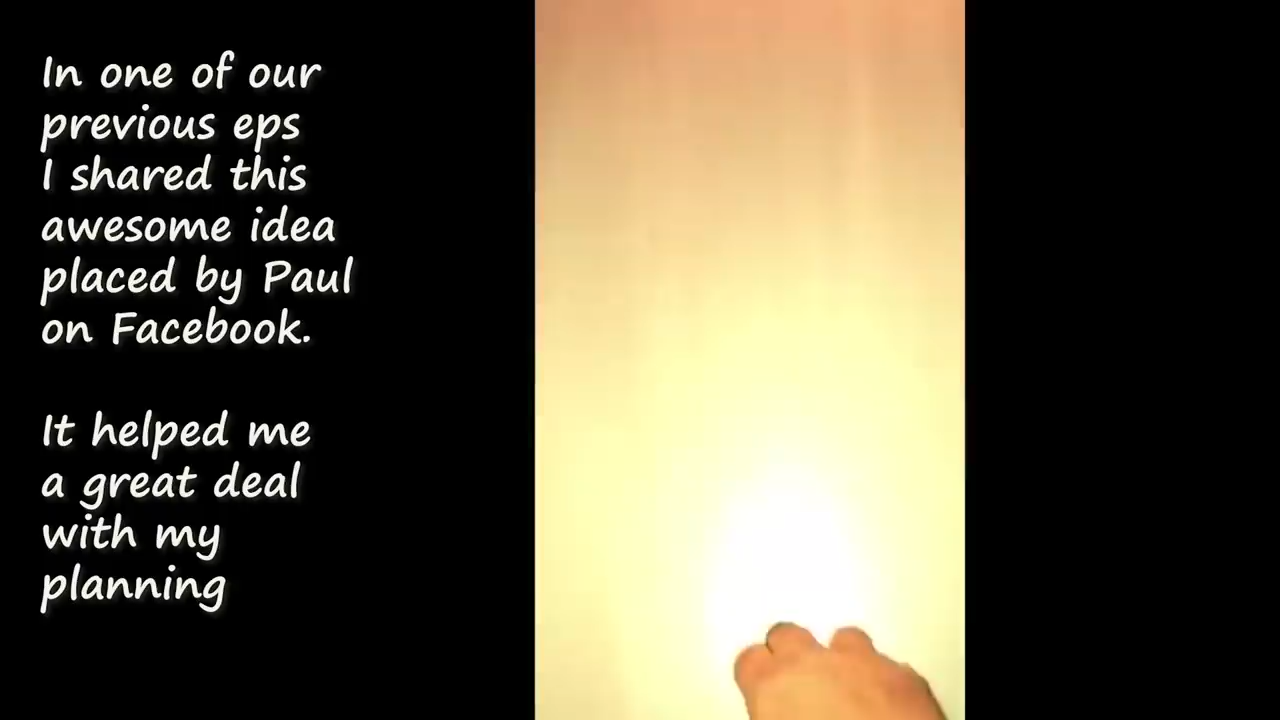 In one of our
previous eps
I shared this
awesome idea
placed by Paul
on Facebook.
It helped me
a great deal
with my
planning